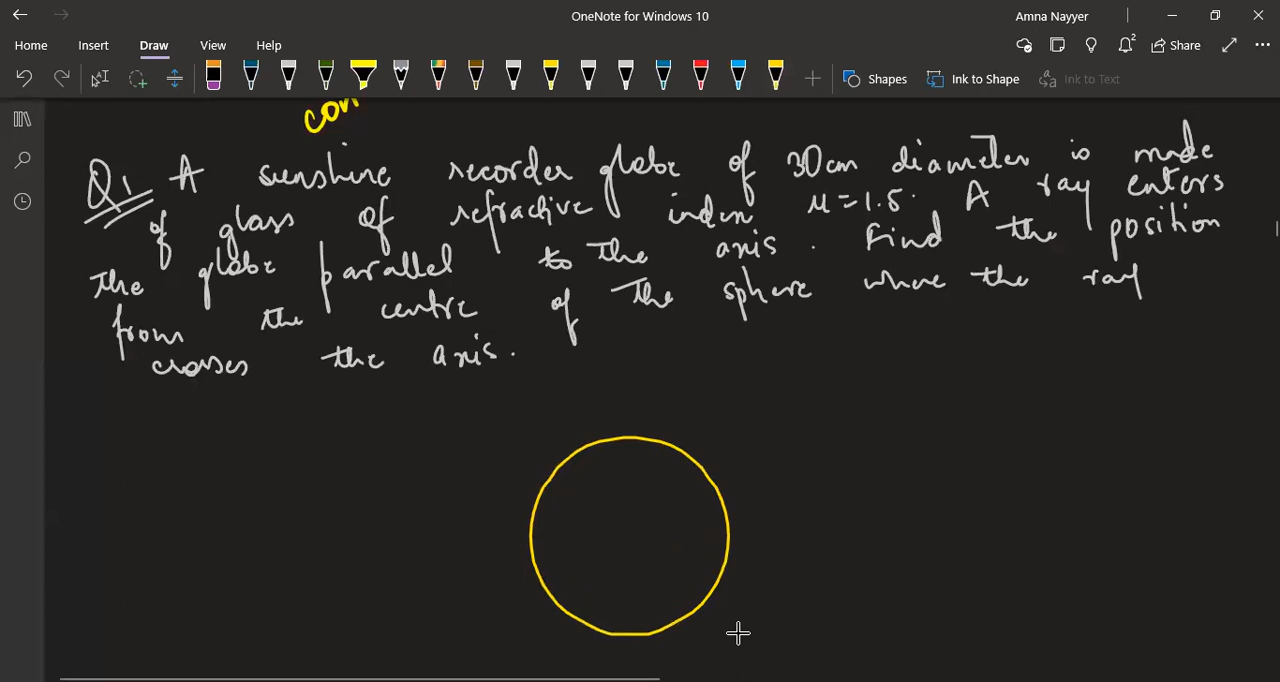 OneNote for Windows 10
Amna Nayyer
Home Insert Draw View Help
2
Share
Shapes
Ink to Shape
Ink to Text
con
Q1 A sunshine recorder globe of 30cm diameter is made
of glass of refractive index μ = 1.5. A ray enters
the globe parallel to the axis. Find the position
from the centre of the sphere where the ray
crosses the axis.